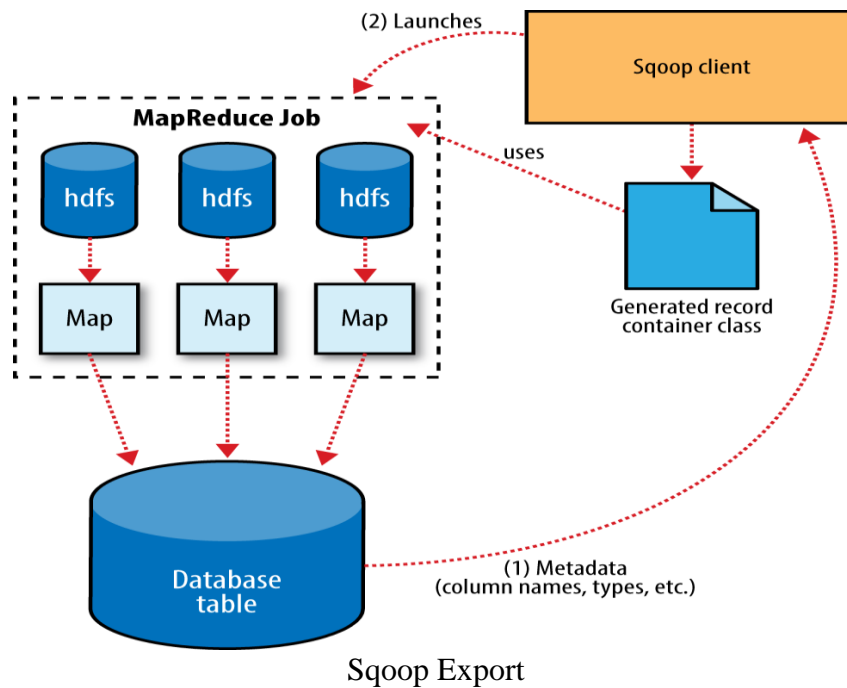 (2) Launches
Sqoop client
MapReduce Job
uses
hdfs
hdfs
hdfs
Map
Map
Map
Generated record
container class
(1) Metadata
(column names, types, etc.)
Database
table
Sqoop Export